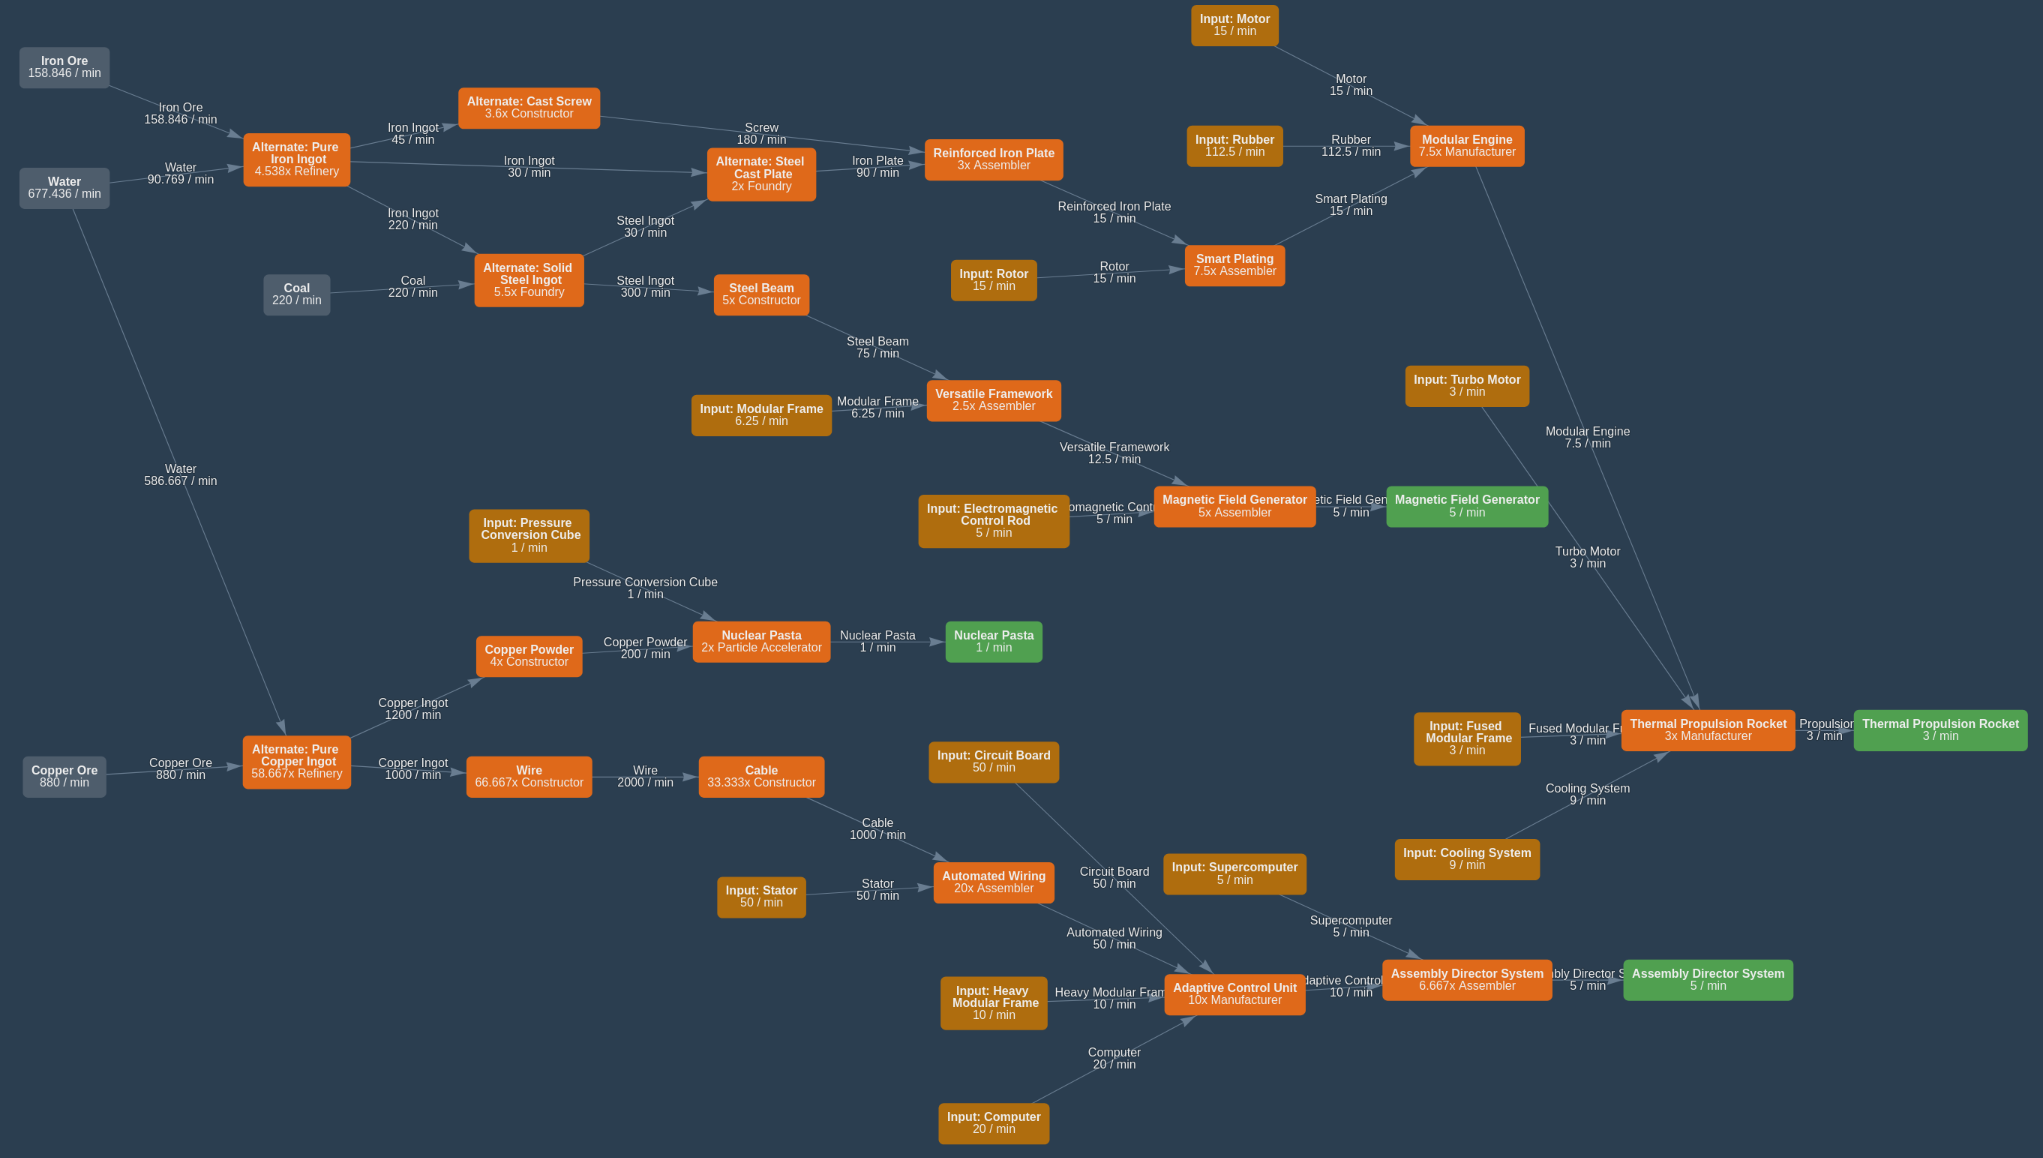 Input: Motor
15 / min
Iron Ore
158.846 / min
Motor
15 / min
Iron Ore
158.846 / min
Alternate: Cast Screw
3.6x Constructor
Iron Ingot
45 / min
Screw
180 / min
Input: Rubber
112.5 / min
Rubber
112.5 / min
Modular Engine
7.5x Manufacturer
Alternate: Pure
Iron Ingot
4.538x Refinery
Reinforced Iron Plate
3x Assembler
Water
677.436 / min
Water
90.769 / min
Iron Ingot
30 / min
Alternate: Steel
Cast Plate
2x Foundry
Iron Plate
90 / min
Iron Ingot
220 / min
Steel Ingot
30 / min
Reinforced Iron Plate
15 / min
Smart Plating
15 / min
Coal
220 / min
Coal
220 / min
Alternate: Solid
Steel Ingot
5.5x Foundry
Steel Ingot
300 / min
Steel Beam
5x Constructor
Input: Rotor
15 / min
Rotor
15 / min
Smart Plating
7.5x Assembler
Steel Beam
75 / min
Input: Modular Frame
6.25 / min
Modular Frame
6.25 / min
Versatile Framework
2.5x Assembler
Input: Turbo Motor
3 / min
Modular Engine
7.5 / min
Versatile Framework
12.5 / min
Water
586.667 / min
Input: Pressure
Conversion Cube
1 / min
Input: Electromagnetic
Control Rod
5 / min
omagnetic Contr
5 / min
Magnetic Field Generator
5x Assembler
etic Field Gen
5 / min
Magnetic Field Generator
5 / min
Turbo Motor
3 / min
Pressure Conversion Cube
1 / min
Copper Powder
4x Constructor
Copper Powder
200 / min
Nuclear Pasta
2x Particle Accelerator
Nuclear Pasta
1 / min
Nuclear Pasta
1 / min
Copper Ingot
1200 / min
Copper Ore
880 / min
Copper Ore
880 / min
Alternate: Pure
Copper Ingot
58.667x Refinery
Copper Ingot
1000 / min
Wire
66.667x Constructor
Wire
2000 / min
Cable
33.333x Constructor
Input: Circuit Board
50 / min
Input: Fused
Modular Frame
3 / min
Fused Modular Fr
3 / min
Thermal Propulsion Rocket
3x Manufacturer
Propulsion
3 / min
Thermal Propulsion Rocket
3 / min
Cooling System
9 / min
Cable
1000 / min
Input: Cooling System
9 / min
Input: Stator
50 / min
Stator
50 / min
Automated Wiring
20x Assembler
Circuit Board
50 / min
Input: Supercomputer
5 / min
Automated Wiring
50 / min
Supercomputer
5 / min
Input: Heavy
Modular Frame
10 / min
Heavy Modular Fram
10 / min
Adaptive Control Unit
10x Manufacturer
daptive Control
10 / min
Assembly Director System
6.667x Assembler
bly Director S
5 / min
Assembly Director System
5 / min
Computer
20 / min
Input: Computer
20 / min